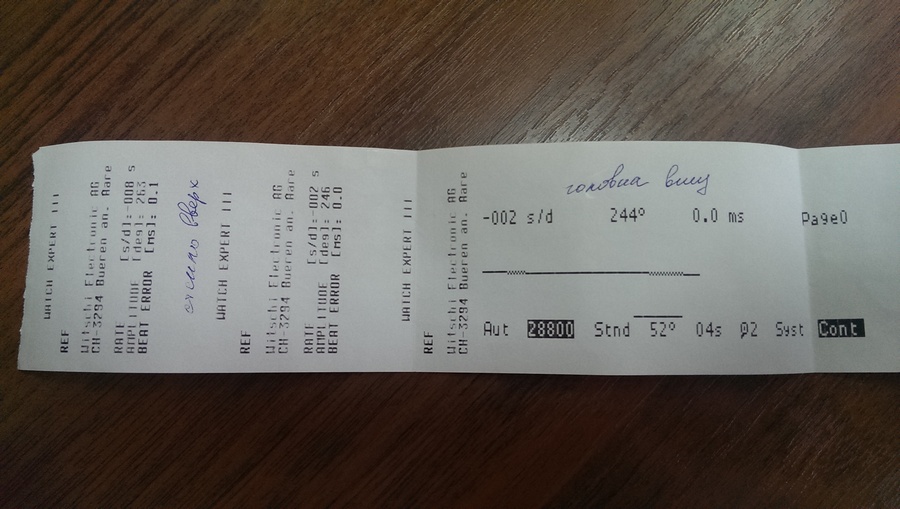 WATCH EXPERT III
REF
Witschi Electronic AG
CH-3294 Bueren an. Aare
RATE [s/d]:-008 s
AMPLITUDE [deg]: 263
BEAT ERROR [ms]: 0.1
вверх
WATCH EXPERT III
REF
Witschi Electronic AG
CH-3294 Bueren an. Aare
RATE [s/d]:-002 s
AMPLITUDE [deg]: 246
BEAT ERROR [ms]: 0.0
WATCH EXPERT III
REF
Witschi Electronic AG
CH-3294 Bueren an. Aare
головка вниз
-002 s/d 244° 0.0 ms Page0
Aut 28800 Stnd 52° 04s Ø2 Syst Cont